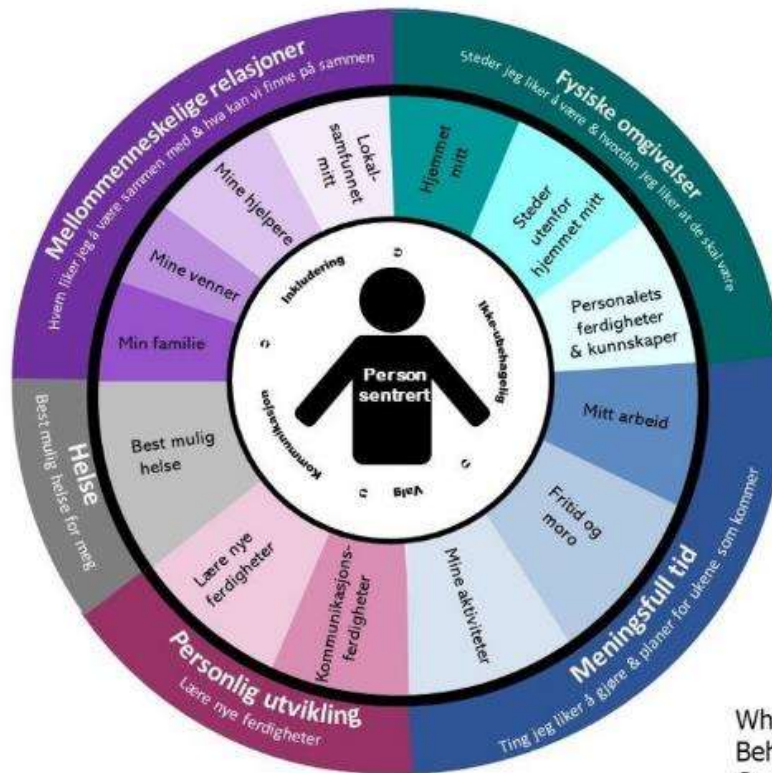 Mellommenneskelige relasjoner
Hvem liker jeg å være sammen med & hva kan vi finne på sammen
Fysiske omgivelser
Steder jeg liker å være & hvordan jeg liker at de skal være
Meningsfull tid
Ting jeg liker å gjøre & planer for ukene som kommer
Personlig utvikling
Lære nye ferdigheter
Helse
Best mulig helse for meg
Lokal-
samfunnet
mitt
Hjemmet
mitt
Steder
utenfor
hjemmet mitt
Personalets
ferdigheter
& kunnskaper
Mitt arbeid
Fritid og
moro
Mine aktiviteter
Kommunikasjons-
ferdigheter
Lære nye
ferdigheter
Best mulig
helse
Min familie
Mine venner
Mine hjelpere
Inkludering
Ikke-ubehagelig
Valg
Kommunikasjon
Person
sentrert
Beh